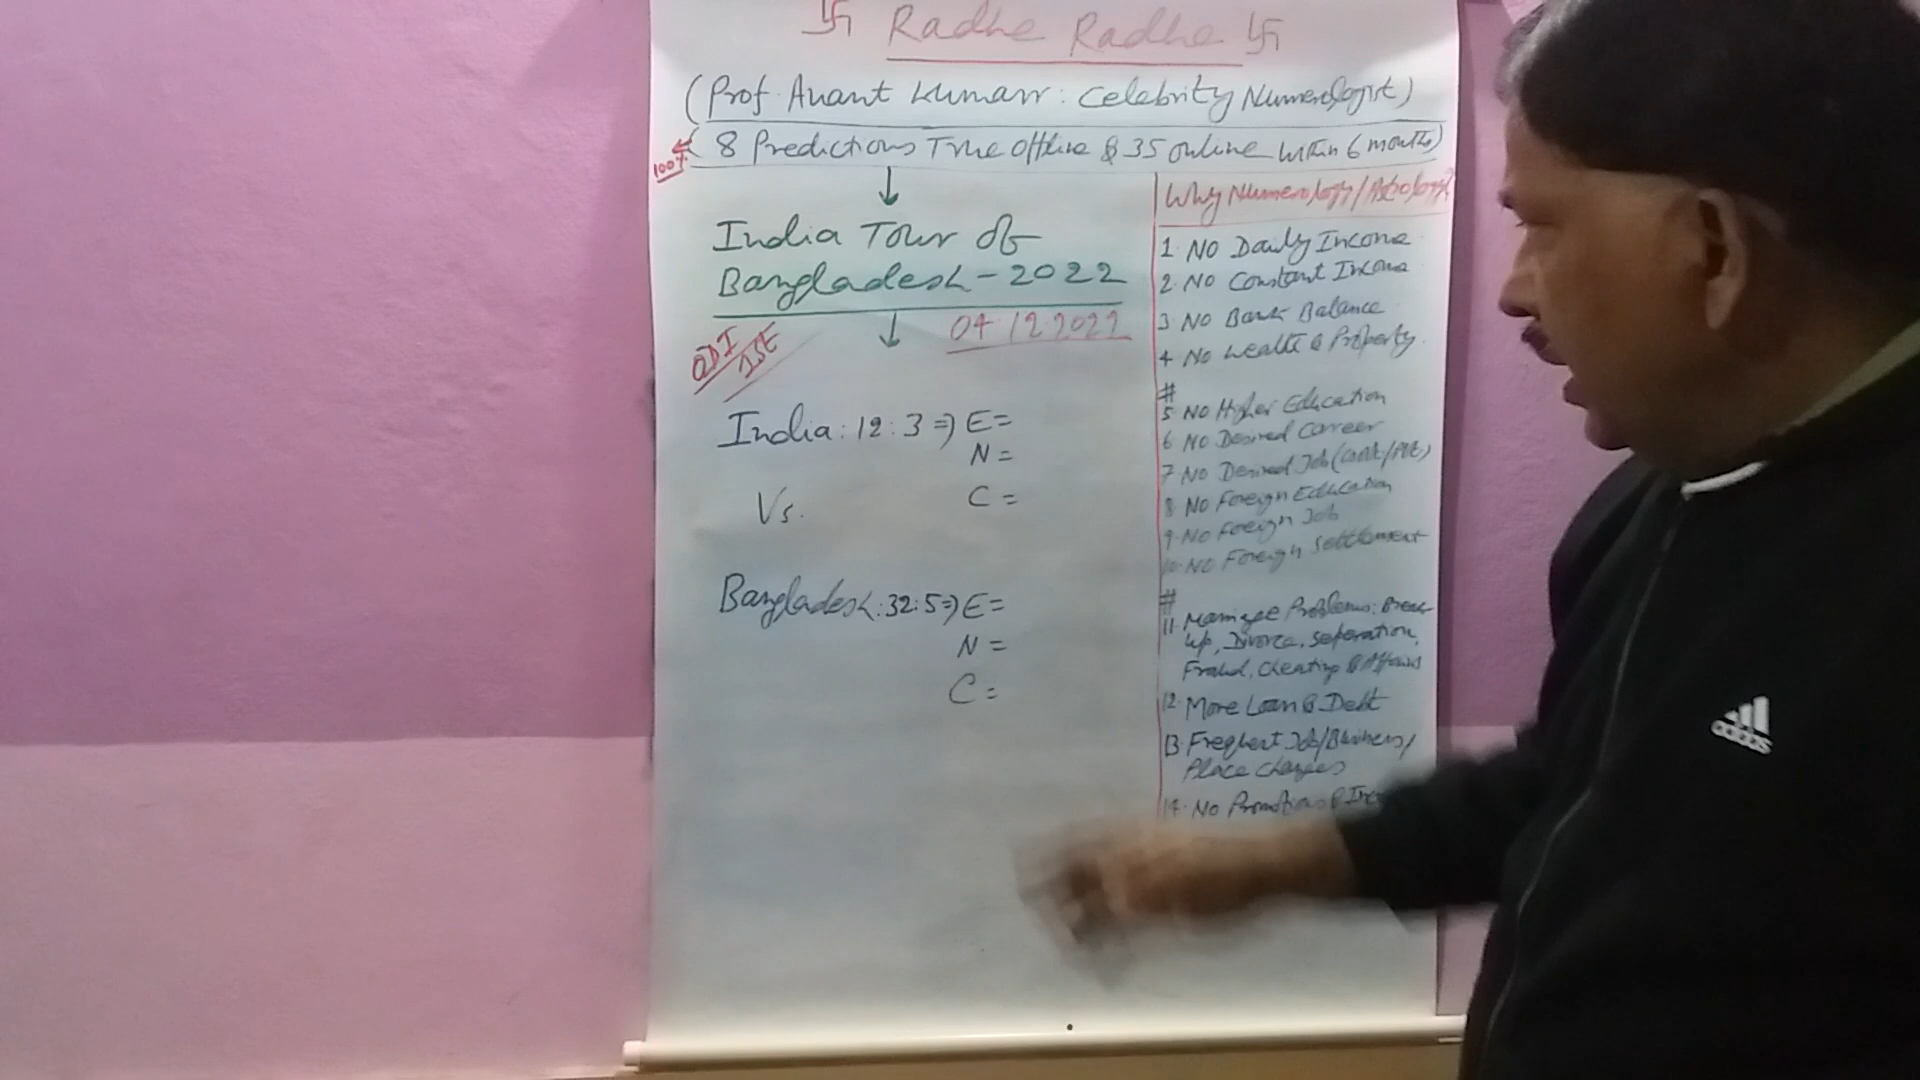 卐 Radhe Radhe 卐
(Prof. Anant Kumarr: Celebrity Numerologist)
8 Predictions True Offline & 35 online within 6 months)
100%
India Tour of
Bangladesh-2022
04.12.2022
ODI
1st
India: 12: 3 => E=
N =
C =
Vs.
Bangladesh: 32: 5 => E=
N =
C =
Why Numerology/Astrology?
1. No Daily Income
2. No Constant Income
3 No Bank Balance
4 No Wealth & Property.
#
5 No Higher Education
6 No Desired Career
7 No Desired Job (Govt/Pvt)
8 No Foreign Education
9. No Foreign Job
10. No Foreign Settlement
#
11. Marriage Problems: Break
up, Divorce, Separation,
Fraud, Cheating & Affairs
12. More Loan & Debt
13. Frequent Job/Business/
Place Changes
14. No Promotions &
adidas